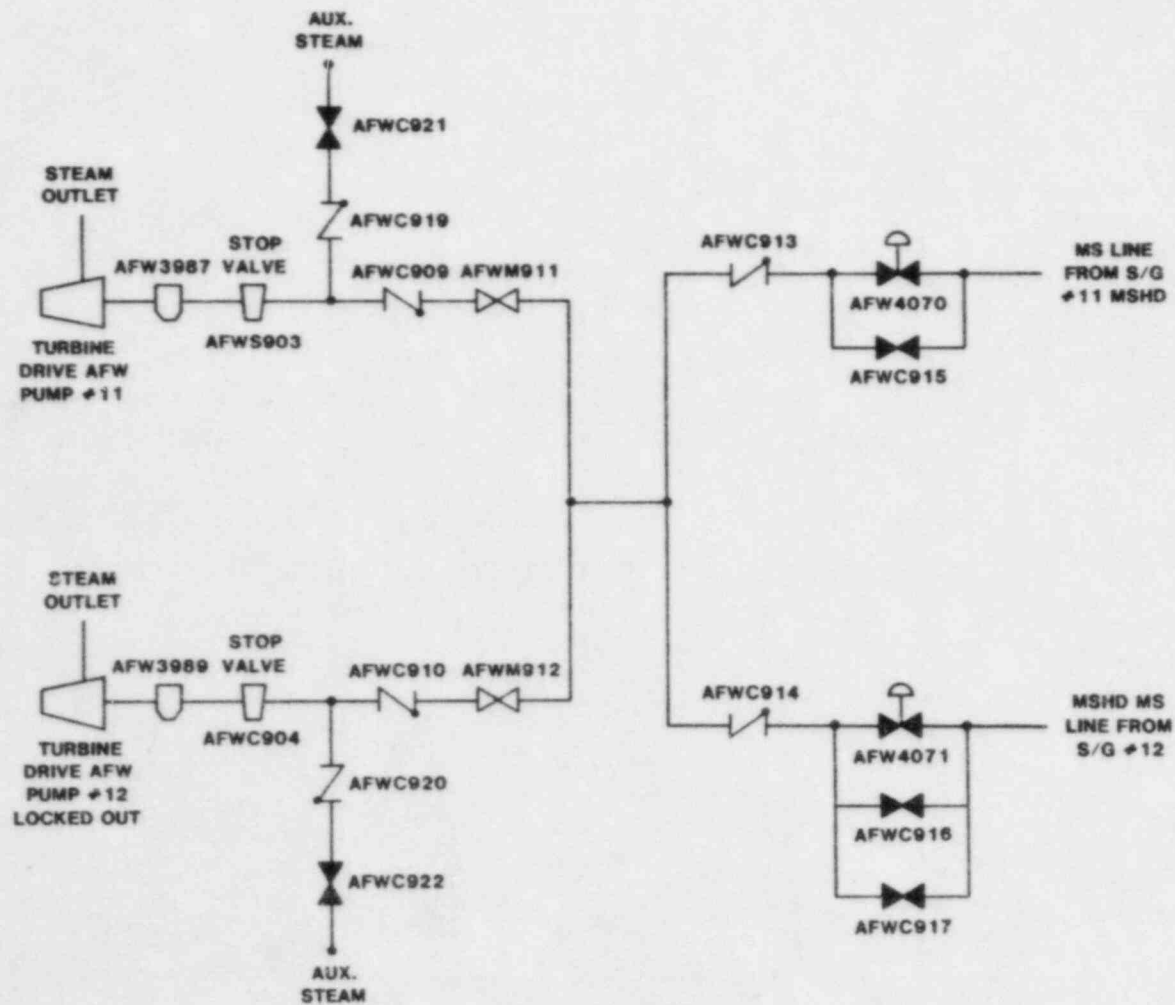 AUX.
STEAM
AFWC921
STEAM
OUTLET
AFWC919
STOP
VALVE
AFW3987
AFWC909
AFWM911
AFWS903
TURBINE
DRIVE AFW
PUMP #11
AFWC913
AFW4070
MS LINE
FROM S/G
#11 MSHD
AFWC915
STEAM
OUTLET
STOP
VALVE
AFW3989
AFWC910
AFWM912
AFWC904
TURBINE
DRIVE AFW
PUMP #12
LOCKED OUT
AFWC920
AFWC922
AUX.
STEAM
AFWC914
AFW4071
MSHD MS
LINE FROM
S/G #12
AFWC916
AFWC917